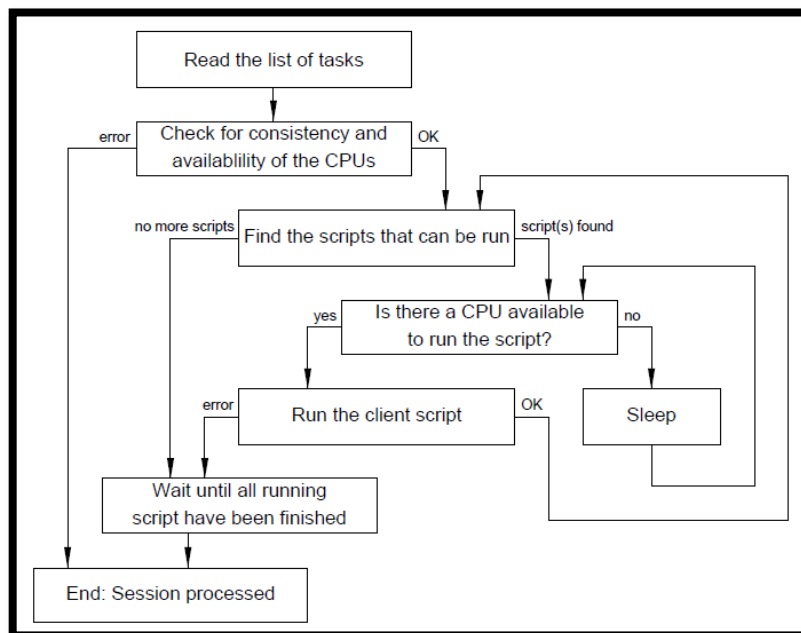 Read the list of tasks
error
Check for consistency and
availablility of the CPUs
OK
no more scripts
Find the scripts that can be run
script(s) found
yes
Is there a CPU available
to run the script?
no
error
Run the client script
OK
Sleep
Wait until all running
script have been finished
End: Session processed